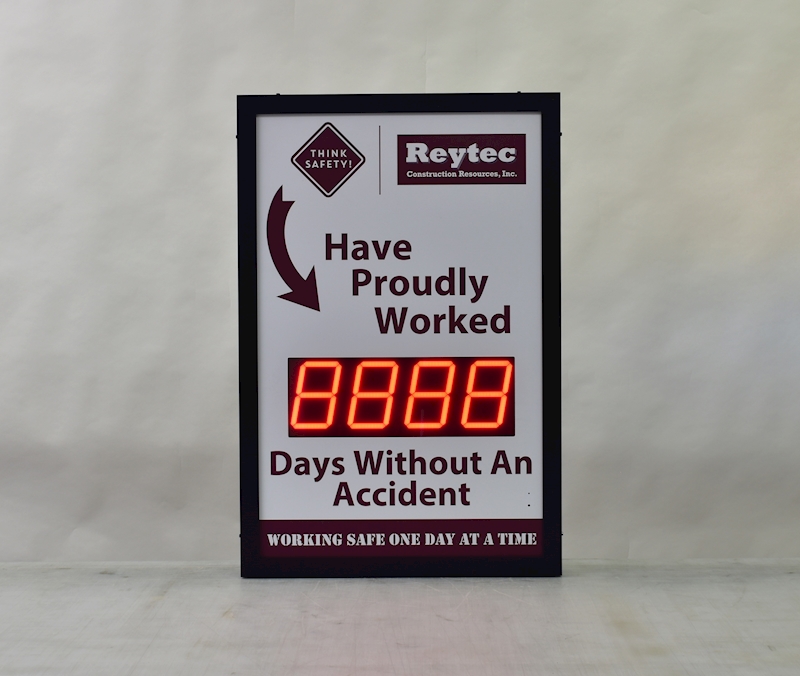 THINK
SAFETY!
Reytec
Construction Resources, Inc.
Have
Proudly
Worked
8888
Days Without An
Accident
WORKING SAFE ONE DAY AT A TIME